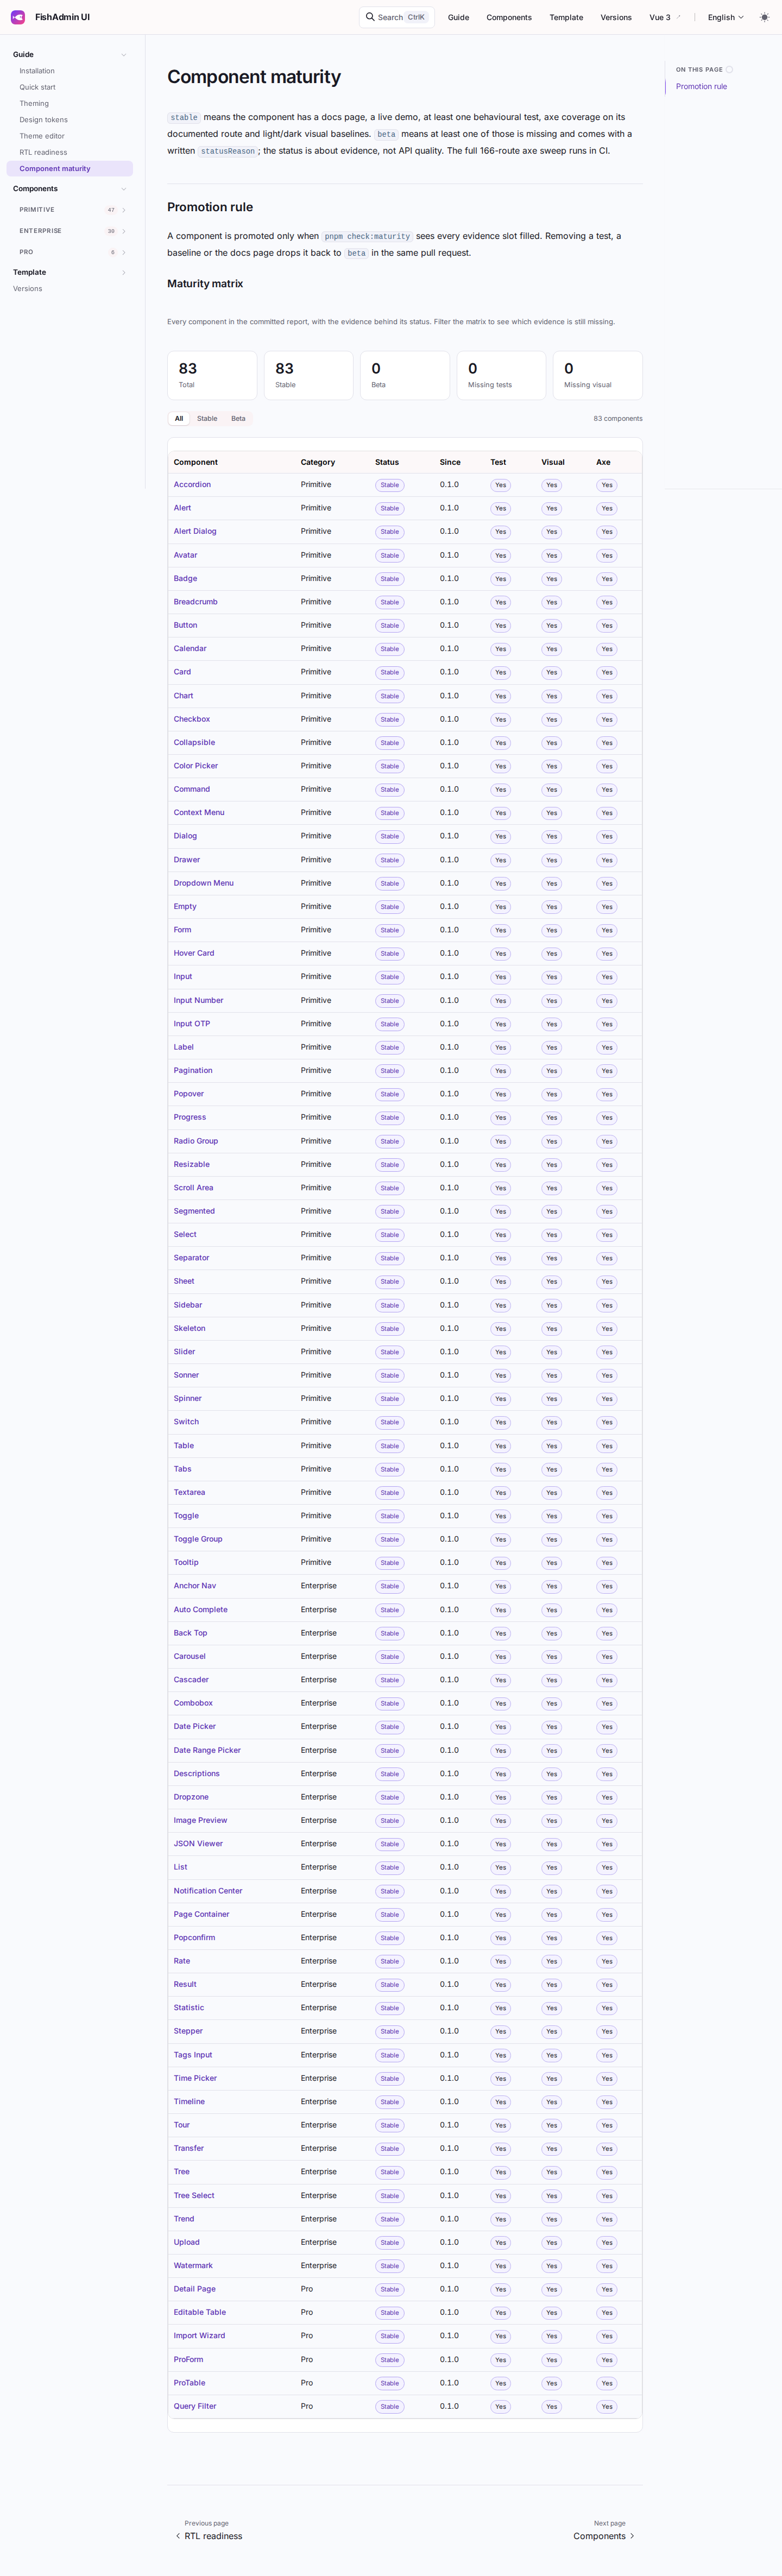 FishAdmin UI
Search CtrlK
Guide
Components
Template
Versions
Vue 3
English
Guide
Installation
Quick start
Theming
Design tokens
Theme editor
RTL readiness
Component maturity
Components
PRIMITIVE 47
ENTERPRISE 30
PRO 6
Template
Versions
ON THIS PAGE
Promotion rule
Component maturity
stable means the component has a docs page, a live demo, at least one behavioural test, axe coverage on its
documented route and light/dark visual baselines. beta means at least one of those is missing and comes with a
written statusReason ; the status is about evidence, not API quality. The full 166-route axe sweep runs in CI.
Promotion rule
A component is promoted only when pnpm check:maturity sees every evidence slot filled. Removing a test, a
baseline or the docs page drops it back to beta in the same pull request.
Maturity matrix
Every component in the committed report, with the evidence behind its status. Filter the matrix to see which evidence is still missing.
83
Total
83
Stable
0
Beta
0
Missing tests
0
Missing visual
All Stable Beta
83 components
Component Category Status Since Test Visual Axe
Accordion Primitive Stable 0.1.0 Yes Yes Yes
Alert Primitive Stable 0.1.0 Yes Yes Yes
Alert Dialog Primitive Stable 0.1.0 Yes Yes Yes
Avatar Primitive Stable 0.1.0 Yes Yes Yes
Badge Primitive Stable 0.1.0 Yes Yes Yes
Breadcrumb Primitive Stable 0.1.0 Yes Yes Yes
Button Primitive Stable 0.1.0 Yes Yes Yes
Calendar Primitive Stable 0.1.0 Yes Yes Yes
Card Primitive Stable 0.1.0 Yes Yes Yes
Chart Primitive Stable 0.1.0 Yes Yes Yes
Checkbox Primitive Stable 0.1.0 Yes Yes Yes
Collapsible Primitive Stable 0.1.0 Yes Yes Yes
Color Picker Primitive Stable 0.1.0 Yes Yes Yes
Command Primitive Stable 0.1.0 Yes Yes Yes
Context Menu Primitive Stable 0.1.0 Yes Yes Yes
Dialog Primitive Stable 0.1.0 Yes Yes Yes
Drawer Primitive Stable 0.1.0 Yes Yes Yes
Dropdown Menu Primitive Stable 0.1.0 Yes Yes Yes
Empty Primitive Stable 0.1.0 Yes Yes Yes
Form Primitive Stable 0.1.0 Yes Yes Yes
Hover Card Primitive Stable 0.1.0 Yes Yes Yes
Input Primitive Stable 0.1.0 Yes Yes Yes
Input Number Primitive Stable 0.1.0 Yes Yes Yes
Input OTP Primitive Stable 0.1.0 Yes Yes Yes
Label Primitive Stable 0.1.0 Yes Yes Yes
Pagination Primitive Stable 0.1.0 Yes Yes Yes
Popover Primitive Stable 0.1.0 Yes Yes Yes
Progress Primitive Stable 0.1.0 Yes Yes Yes
Radio Group Primitive Stable 0.1.0 Yes Yes Yes
Resizable Primitive Stable 0.1.0 Yes Yes Yes
Scroll Area Primitive Stable 0.1.0 Yes Yes Yes
Segmented Primitive Stable 0.1.0 Yes Yes Yes
Select Primitive Stable 0.1.0 Yes Yes Yes
Separator Primitive Stable 0.1.0 Yes Yes Yes
Sheet Primitive Stable 0.1.0 Yes Yes Yes
Sidebar Primitive Stable 0.1.0 Yes Yes Yes
Skeleton Primitive Stable 0.1.0 Yes Yes Yes
Slider Primitive Stable 0.1.0 Yes Yes Yes
Sonner Primitive Stable 0.1.0 Yes Yes Yes
Spinner Primitive Stable 0.1.0 Yes Yes Yes
Switch Primitive Stable 0.1.0 Yes Yes Yes
Table Primitive Stable 0.1.0 Yes Yes Yes
Tabs Primitive Stable 0.1.0 Yes Yes Yes
Textarea Primitive Stable 0.1.0 Yes Yes Yes
Toggle Primitive Stable 0.1.0 Yes Yes Yes
Toggle Group Primitive Stable 0.1.0 Yes Yes Yes
Tooltip Primitive Stable 0.1.0 Yes Yes Yes
Anchor Nav Enterprise Stable 0.1.0 Yes Yes Yes
Auto Complete Enterprise Stable 0.1.0 Yes Yes Yes
Back Top Enterprise Stable 0.1.0 Yes Yes Yes
Carousel Enterprise Stable 0.1.0 Yes Yes Yes
Cascader Enterprise Stable 0.1.0 Yes Yes Yes
Combobox Enterprise Stable 0.1.0 Yes Yes Yes
Date Picker Enterprise Stable 0.1.0 Yes Yes Yes
Date Range Picker Enterprise Stable 0.1.0 Yes Yes Yes
Descriptions Enterprise Stable 0.1.0 Yes Yes Yes
Dropzone Enterprise Stable 0.1.0 Yes Yes Yes
Image Preview Enterprise Stable 0.1.0 Yes Yes Yes
JSON Viewer Enterprise Stable 0.1.0 Yes Yes Yes
List Enterprise Stable 0.1.0 Yes Yes Yes
Notification Center Enterprise Stable 0.1.0 Yes Yes Yes
Page Container Enterprise Stable 0.1.0 Yes Yes Yes
Popconfirm Enterprise Stable 0.1.0 Yes Yes Yes
Rate Enterprise Stable 0.1.0 Yes Yes Yes
Result Enterprise Stable 0.1.0 Yes Yes Yes
Statistic Enterprise Stable 0.1.0 Yes Yes Yes
Stepper Enterprise Stable 0.1.0 Yes Yes Yes
Tags Input Enterprise Stable 0.1.0 Yes Yes Yes
Time Picker Enterprise Stable 0.1.0 Yes Yes Yes
Timeline Enterprise Stable 0.1.0 Yes Yes Yes
Tour Enterprise Stable 0.1.0 Yes Yes Yes
Transfer Enterprise Stable 0.1.0 Yes Yes Yes
Tree Enterprise Stable 0.1.0 Yes Yes Yes
Tree Select Enterprise Stable 0.1.0 Yes Yes Yes
Trend Enterprise Stable 0.1.0 Yes Yes Yes
Upload Enterprise Stable 0.1.0 Yes Yes Yes
Watermark Enterprise Stable 0.1.0 Yes Yes Yes
Detail Page Pro Stable 0.1.0 Yes Yes Yes
Editable Table Pro Stable 0.1.0 Yes Yes Yes
Import Wizard Pro Stable 0.1.0 Yes Yes Yes
ProForm Pro Stable 0.1.0 Yes Yes Yes
ProTable Pro Stable 0.1.0 Yes Yes Yes
Query Filter Pro Stable 0.1.0 Yes Yes Yes
Previous page
RTL readiness
Next page
Components